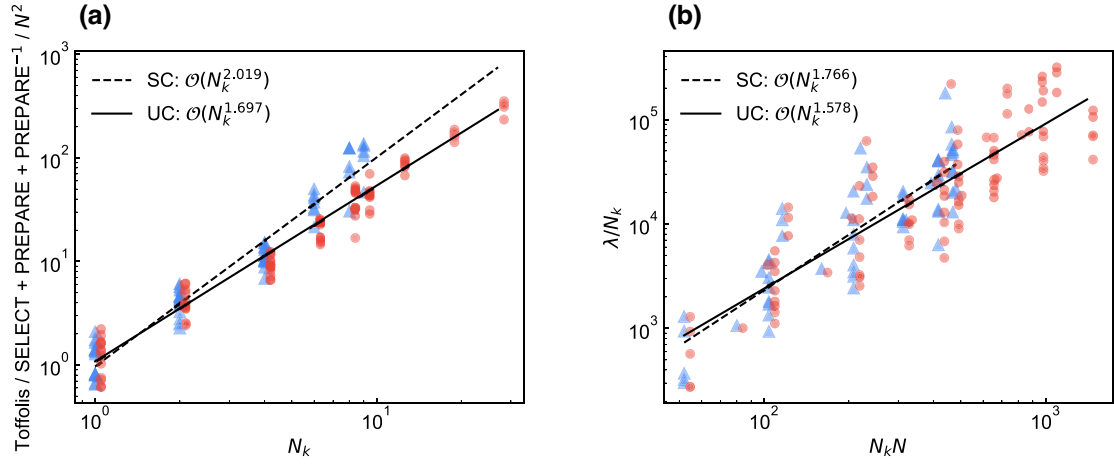 (a)
Toffolis / SELECT + PREPARE + PREPARE⁻¹ / N²
10³
10²
10¹
10⁰
SC: 𝒪(N_k^2.019)
UC: 𝒪(N_k^1.697)
10⁰
10¹
N_k
(b)
λ/N_k
10⁵
10⁴
10³
SC: 𝒪(N_k^1.766)
UC: 𝒪(N_k^1.578)
10²
10³
N_kN